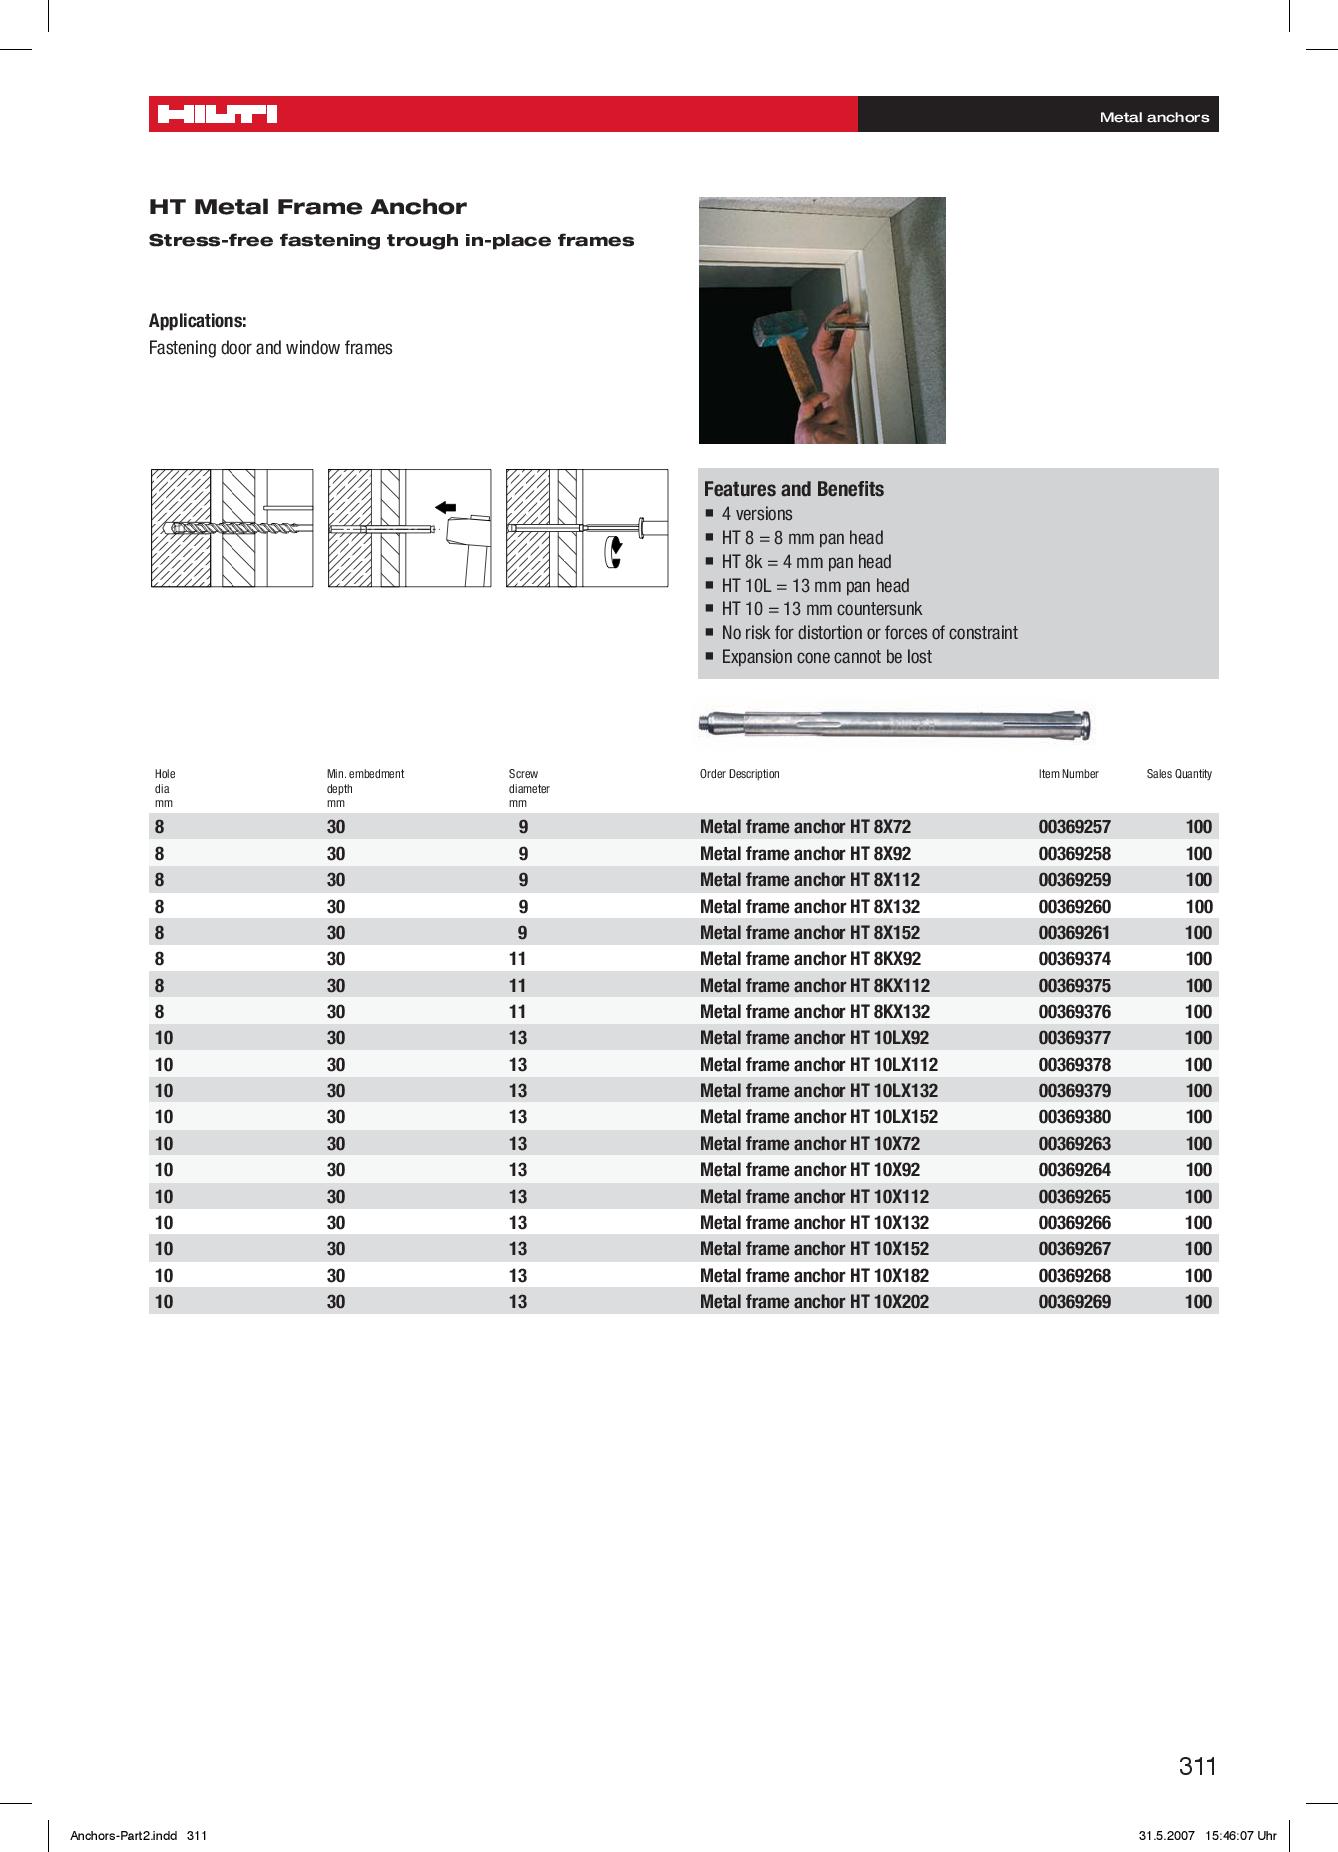 HILTI
Metal anchors
HT Metal Frame Anchor
Stress-free fastening trough in-place frames
Applications:
Fastening door and window frames
Features and Benefits
▪ 4 versions
▪ HT 8 = 8 mm pan head
▪ HT 8k = 4 mm pan head
▪ HT 10L = 13 mm pan head
▪ HT 10 = 13 mm countersunk
▪ No risk for distortion or forces of constraint
▪ Expansion cone cannot be lost
Hole dia mm Min. embedment depth mm Screw diameter mm Order Description Item Number Sales Quantity
8 30 9 Metal frame anchor HT 8X72 00369257 100
8 30 9 Metal frame anchor HT 8X92 00369258 100
8 30 9 Metal frame anchor HT 8X112 00369259 100
8 30 9 Metal frame anchor HT 8X132 00369260 100
8 30 9 Metal frame anchor HT 8X152 00369261 100
8 30 11 Metal frame anchor HT 8KX92 00369374 100
8 30 11 Metal frame anchor HT 8KX112 00369375 100
8 30 11 Metal frame anchor HT 8KX132 00369376 100
10 30 13 Metal frame anchor HT 10LX92 00369377 100
10 30 13 Metal frame anchor HT 10LX112 00369378 100
10 30 13 Metal frame anchor HT 10LX132 00369379 100
10 30 13 Metal frame anchor HT 10LX152 00369380 100
10 30 13 Metal frame anchor HT 10X72 00369263 100
10 30 13 Metal frame anchor HT 10X92 00369264 100
10 30 13 Metal frame anchor HT 10X112 00369265 100
10 30 13 Metal frame anchor HT 10X132 00369266 100
10 30 13 Metal frame anchor HT 10X152 00369267 100
10 30 13 Metal frame anchor HT 10X182 00369268 100
10 30 13 Metal frame anchor HT 10X202 00369269 100
311
Anchors-Part2.indd 311 31.5.2007 15:46:07 Uhr